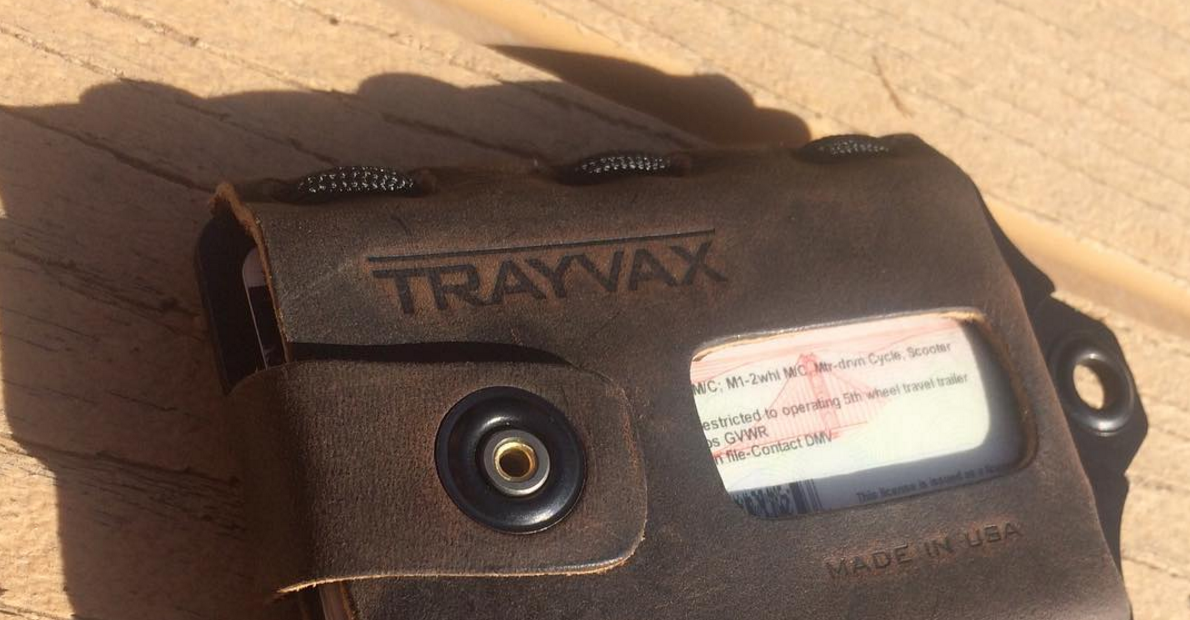 TRAYVAX
M/C; M1-2whl M/C, Mtr-drvn Cycle, Scooter
estricted to operating 5th wheel travel trailer
os GVWR
n file-Contact DMV
This license is issued as a
MADE IN USA